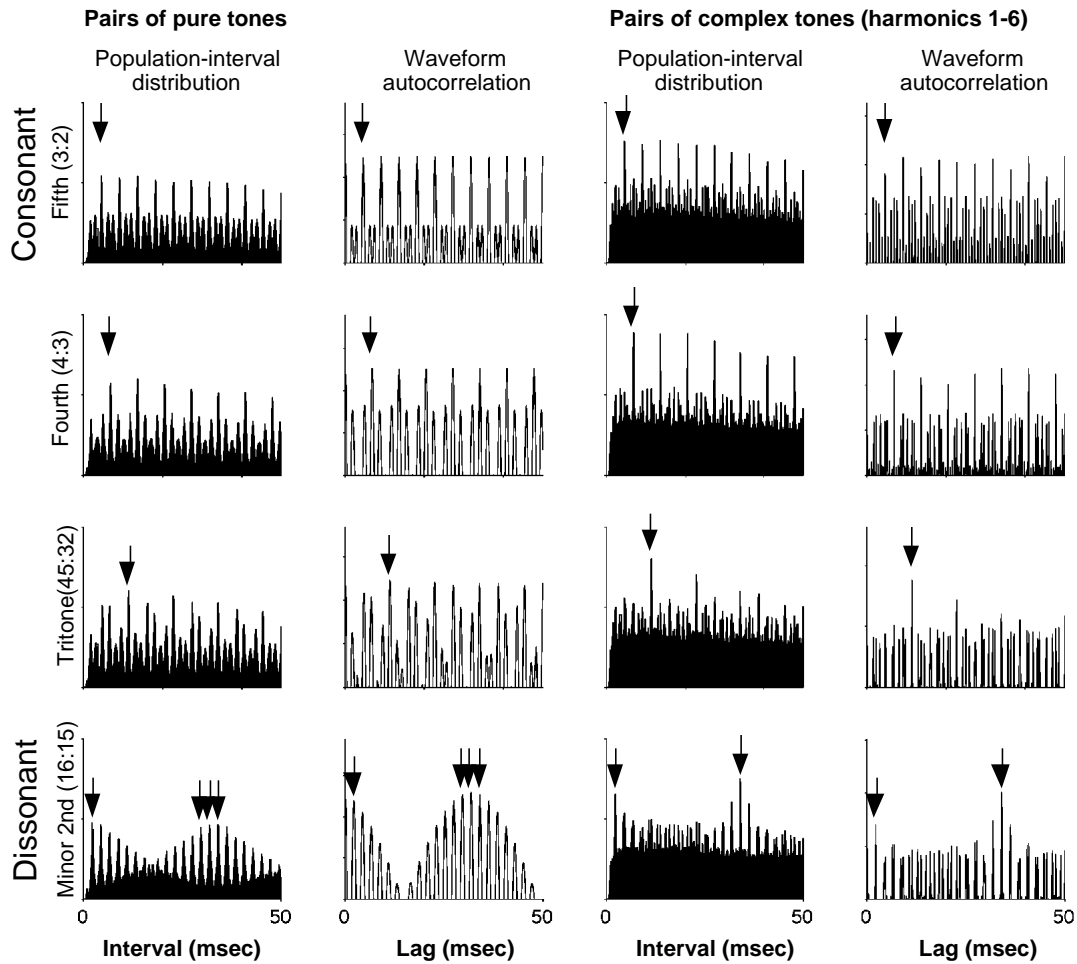 Pairs of pure tones
Pairs of complex tones (harmonics 1-6)
Population-interval
distribution
Waveform
autocorrelation
Population-interval
distribution
Waveform
autocorrelation
Consonant
Fifth (3:2)
Fourth (4:3)
Tritone(45:32)
Dissonant
Minor 2nd (16:15)
0 50
0 50
0 50
0 50
Interval (msec)
Lag (msec)
Interval (msec)
Lag (msec)